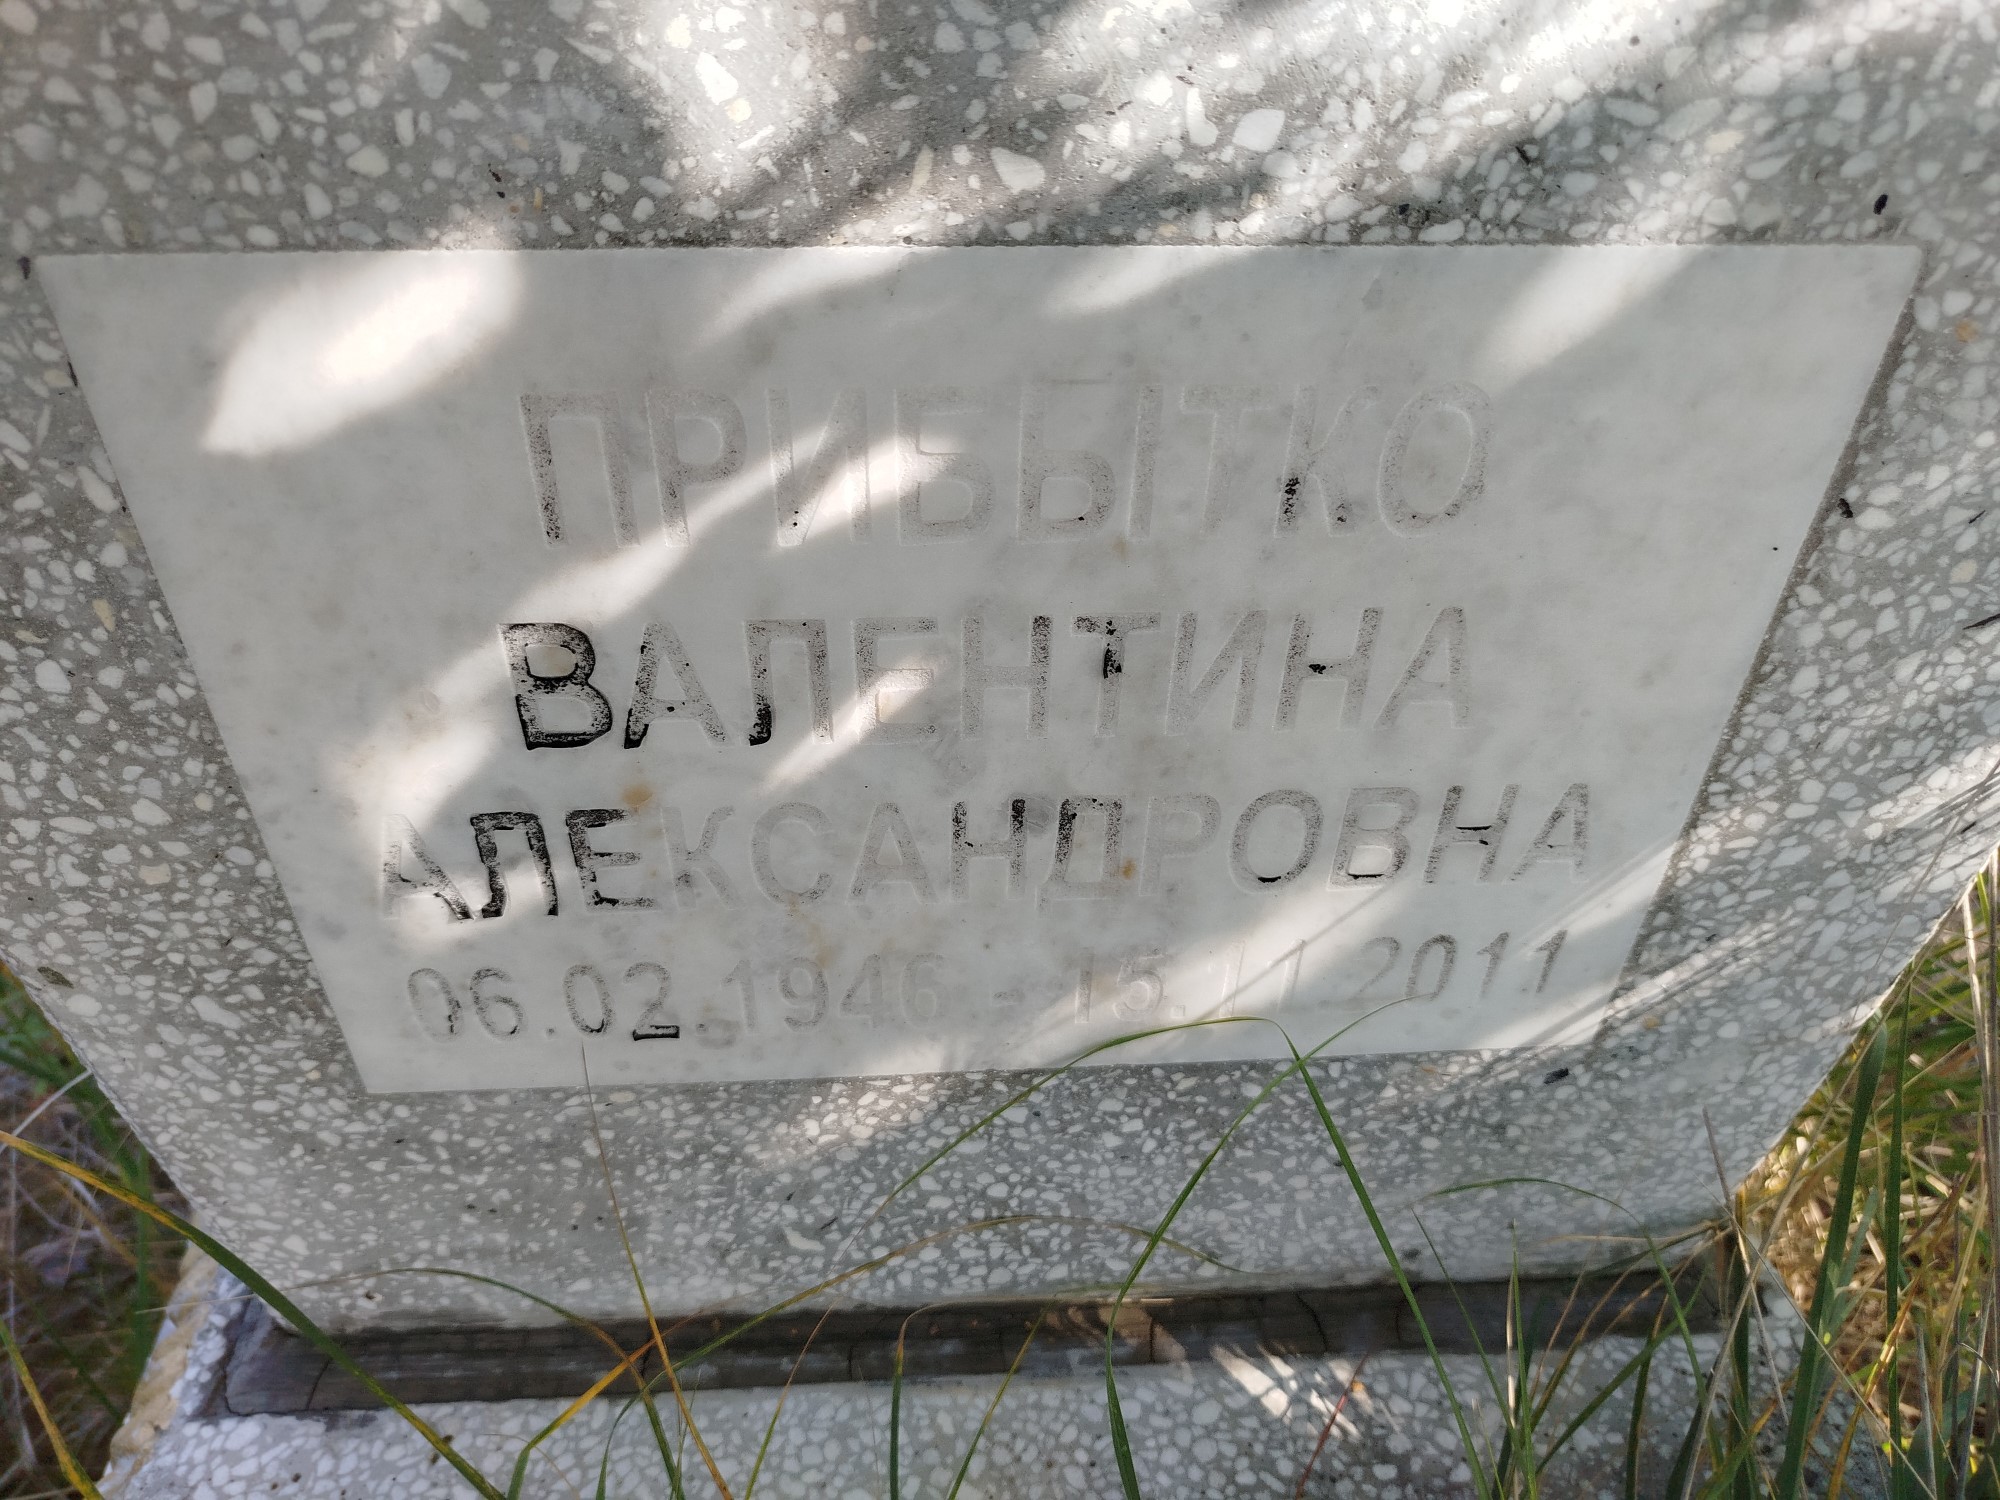 ПРИБЫТКО
ВАЛЕНТИНА
АЛЕКСАНДРОВНА
06.02.1946 - 15.11.2011